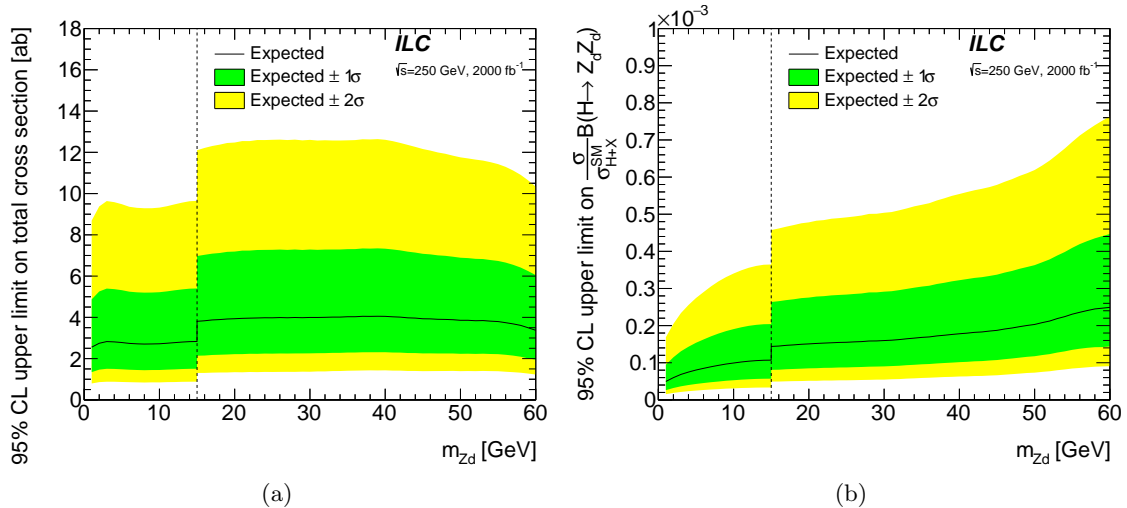 95% CL upper limit on total cross section [ab]
18
16
14
12
10
8
6
4
2
0
ILC
√s=250 GeV, 2000 fb⁻¹
Expected
Expected ± 1σ
Expected ± 2σ
0 10 20 30 40 50 60
m_Zd [GeV]
(a)
95% CL upper limit on σ/σ^SM_H+X B(H→ Z_d Z_d)
×10⁻³
1
0.9
0.8
0.7
0.6
0.5
0.4
0.3
0.2
0.1
0
ILC
√s=250 GeV, 2000 fb⁻¹
Expected
Expected ± 1σ
Expected ± 2σ
0 10 20 30 40 50 60
m_Zd [GeV]
(b)